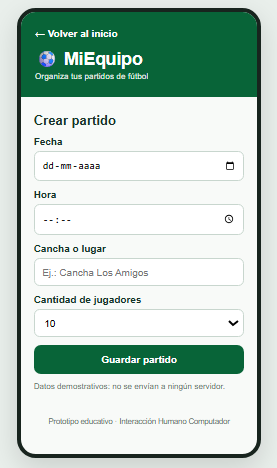 ← Volver al inicio
⚽ MiEquipo
Organiza tus partidos de fútbol
Crear partido
Fecha
dd-mm-aaaa
Hora
--:--
Cancha o lugar
Ej.: Cancha Los Amigos
Cantidad de jugadores
10
Guardar partido
Datos demostrativos: no se envían a ningún servidor.
Prototipo educativo · Interacción Humano Computador